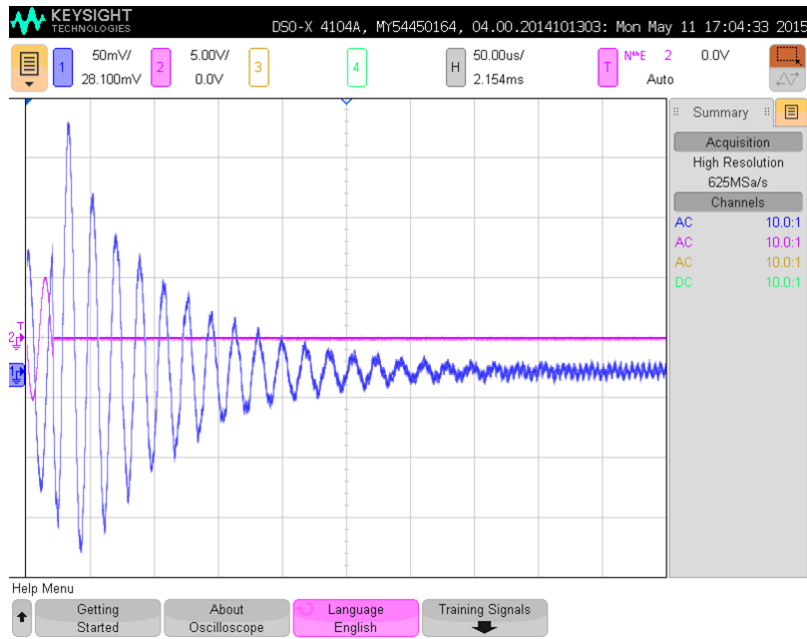 KEYSIGHT
TECHNOLOGIES
DSO-X 4104A, MY54450164, 04.00.2014101303: Mon May 11 17:04:33 2015
1 50mV/ 2 5.00V/ 3 4 H 50.00us/ T NᵗʰE 2 0.0V
28.100mV 0.0V 2.154ms Auto
Summary
Acquisition
High Resolution
625MSa/s
Channels
AC 10.0:1
AC 10.0:1
AC 10.0:1
DC 10.0:1
T
2
1
Help Menu
Getting Started
About Oscilloscope
Language English
Training Signals